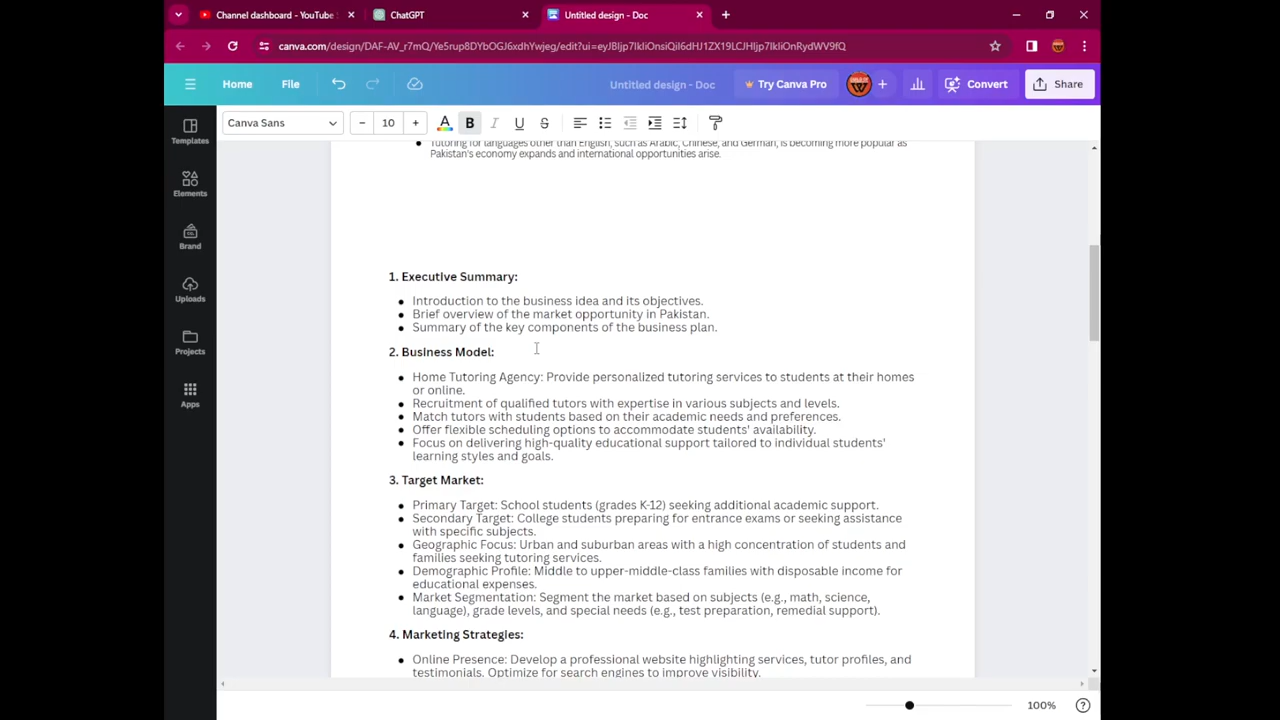 Channel dashboard - YouTube
ChatGPT
Untitled design - Doc
canva.com/design/DAF-AV_r7mQ/Ye5rup8DYbOGJ6xdhYwjeg/edit?ui=
Home
File
Untitled design - Doc
Try Canva Pro
Convert
Share
Canva Sans
10
B
I
U
S
Templates
Elements
Brand
Uploads
Projects
Apps
Tutoring for languages other than English, such as Arabic, Chinese, and German, is becoming more popular as
Pakistan's economy expands and international opportunities arise.
1. Executive Summary:
● Introduction to the business idea and its objectives.
● Brief overview of the market opportunity in Pakistan.
● Summary of the key components of the business plan.
2. Business Model:
● Home Tutoring Agency: Provide personalized tutoring services to students at their homes
or online.
● Recruitment of qualified tutors with expertise in various subjects and levels.
● Match tutors with students based on their academic needs and preferences.
● Offer flexible scheduling options to accommodate students' availability.
● Focus on delivering high-quality educational support tailored to individual students'
learning styles and goals.
3. Target Market:
● Primary Target: School students (grades K-12) seeking additional academic support.
● Secondary Target: College students preparing for entrance exams or seeking assistance
with specific subjects.
● Geographic Focus: Urban and suburban areas with a high concentration of students and
families seeking tutoring services.
● Demographic Profile: Middle to upper-middle-class families with disposable income for
educational expenses.
● Market Segmentation: Segment the market based on subjects (e.g., math, science,
language), grade levels, and special needs (e.g., test preparation, remedial support).
4. Marketing Strategies:
● Online Presence: Develop a professional website highlighting services, tutor profiles, and
testimonials. Optimize for search engines to improve visibility.
100%